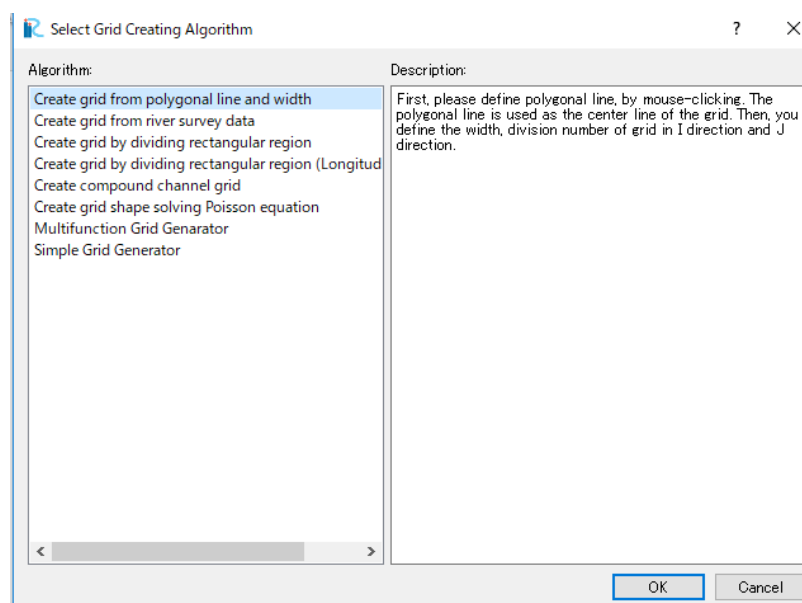 Select Grid Creating Algorithm
Algorithm:
Create grid from polygonal line and width
Create grid from river survey data
Create grid by dividing rectangular region
Create grid by dividing rectangular region (Longitud
Create compound channel grid
Create grid shape solving Poisson equation
Multifunction Grid Genarator
Simple Grid Generator
Description:
First, please define polygonal line, by mouse-clicking. The
polygonal line is used as the center line of the grid. Then, you
define the width, division number of grid in I direction and J
direction.
OK
Cancel